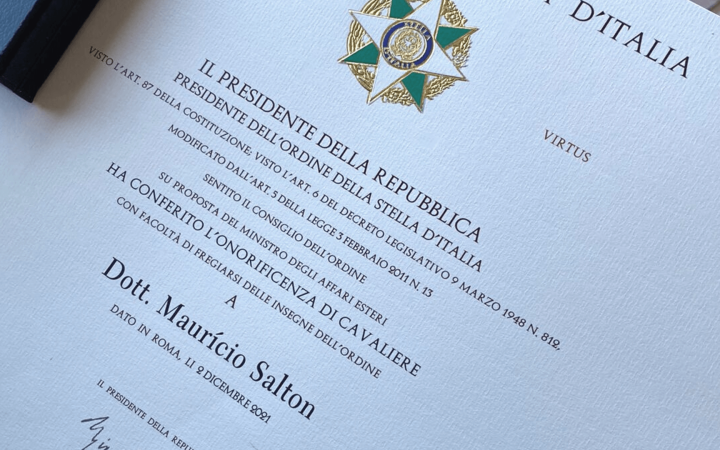 D'ITALIA
STELLA
D'ITALIA
VIRTUS
IL PRESIDENTE DELLA REPUBBLICA
PRESIDENTE DELL'ORDINE DELLA STELLA D'ITALIA
VISTO L'ART. 87 DELLA COSTITUZIONE; VISTO L'ART. 6 DEL DECRETO LEGISLATIVO 9 MARZO 1948 N. 812,
MODIFICATO DALL'ART. 5 DELLA LEGGE 3 FEBBRAIO 2011 N. 13
SENTITO IL CONSIGLIO DELL'ORDINE
SU PROPOSTA DEL MINISTRO DEGLI AFFARI ESTERI
HA CONFERITO L'ONORIFICENZA DI CAVALIERE
CON FACOLTÀ DI FREGIARSI DELLE INSEGNE DELL'ORDINE
A
Dott. Maurício Salton
DATO IN ROMA, LI 2 DICEMBRE 2021
IL PRESIDENTE DELLA